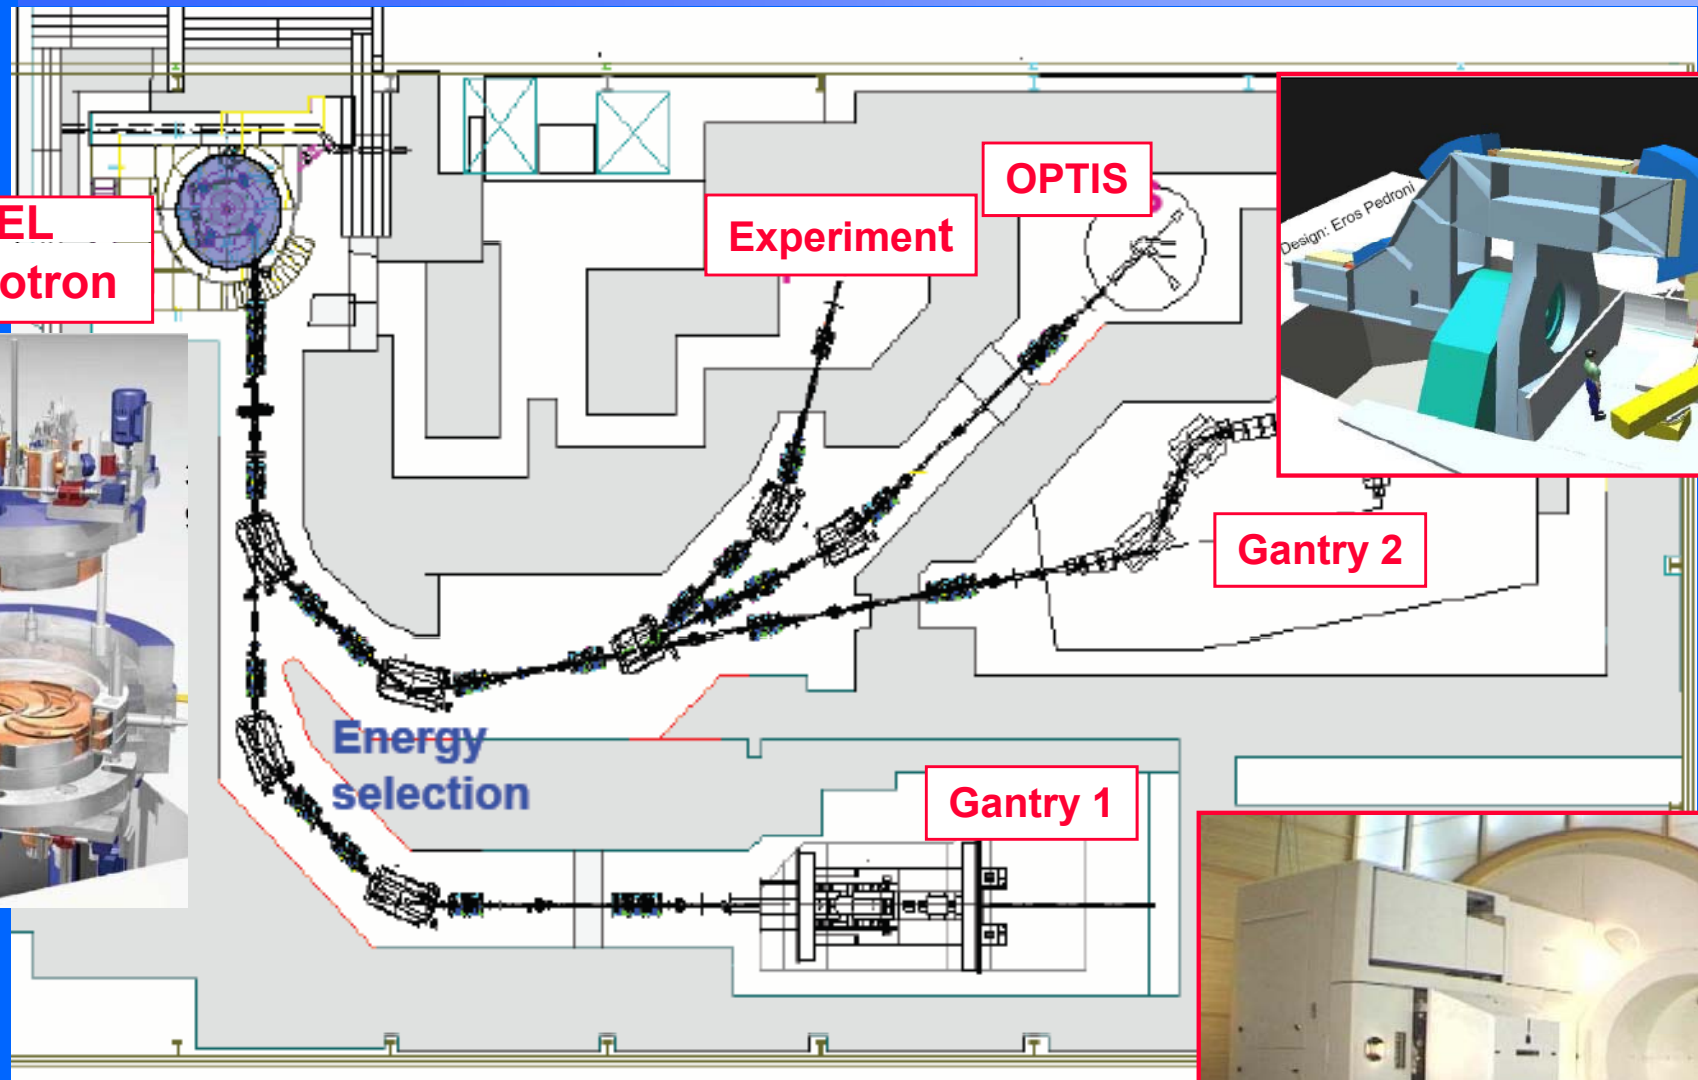 EL
otron
Experiment
OPTIS
Design: Eros Pedroni
Gantry 2
Energy
selection
Gantry 1